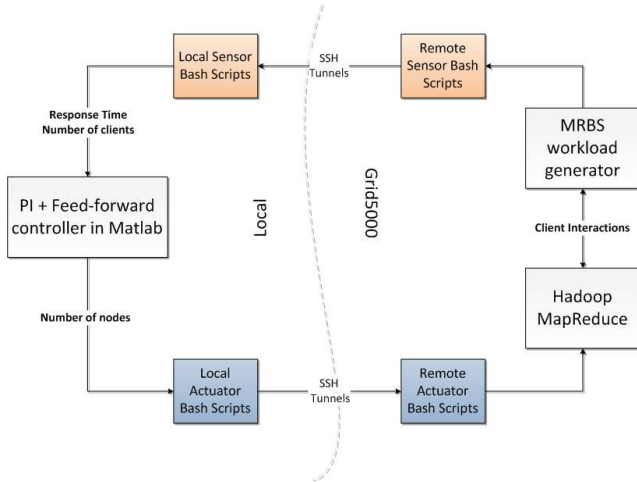 Local Sensor
Bash Scripts
SSH
Tunnels
Remote
Sensor Bash
Scripts
Response Time
Number of clients
MRBS
workload
generator
PI + Feed-forward
controller in Matlab
Local
Grid5000
Client Interactions
Number of nodes
Hadoop
MapReduce
Local
Actuator
Bash Scripts
SSH
Tunnels
Remote
Actuator
Bash Scripts